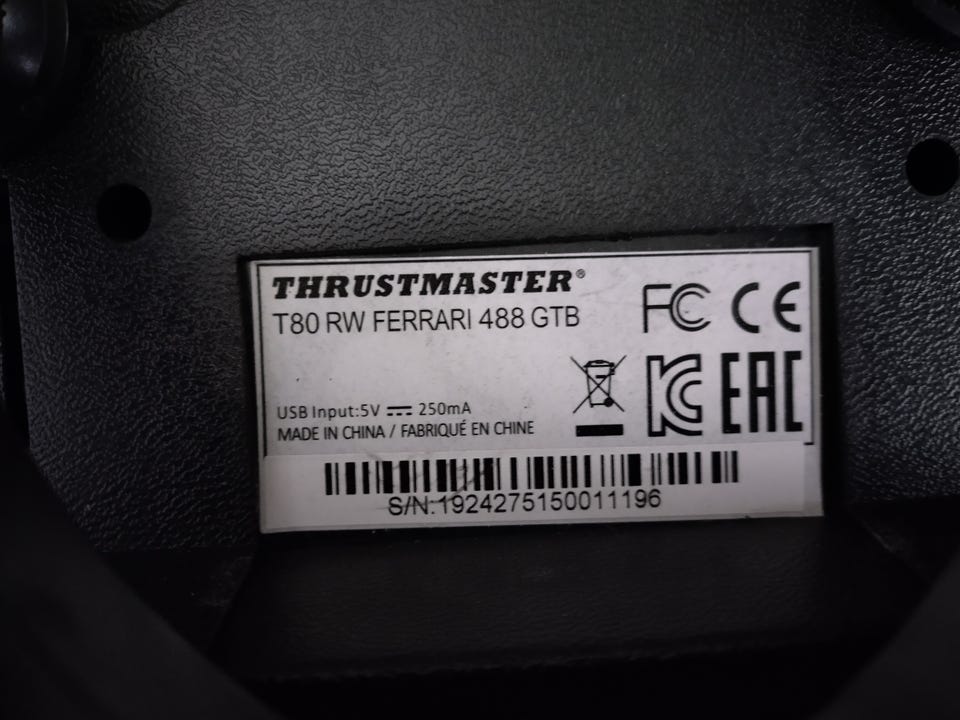 THRUSTMASTER®
T80 RW FERRARI 488 GTB
FC CE
KC EAC
USB Input:5V ⎓ 250mA
MADE IN CHINA / FABRIQUÉ EN CHINE
S/N:1924275150011196